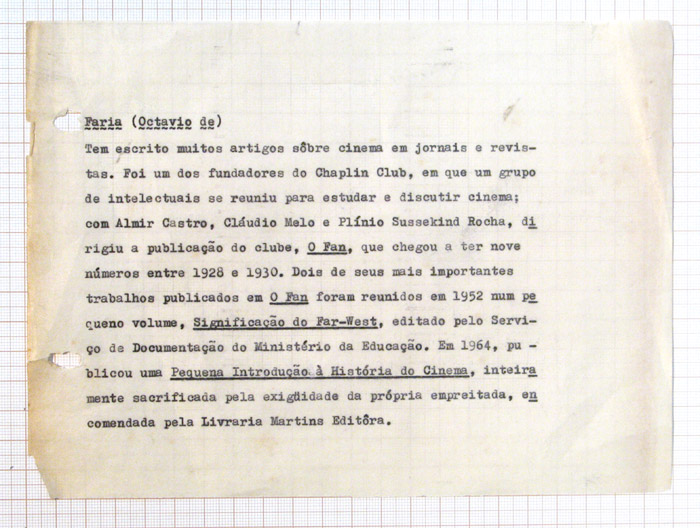 Faria (Octavio de)
Tem escrito muitos artigos sôbre cinema em jornais e revis-
tas. Foi um dos fundadores do Chaplin Club, em que um grupo
de intelectuais se reuniu para estudar e discutir cinema;
com Almir Castro, Cláudio Melo e Plínio Sussekind Rocha, di
rigiu a publicação do clube, O Fan, que chegou a ter nove
números entre 1928 e 1930. Dois de seus mais importantes
trabalhos publicados em O Fan foram reunidos em 1952 num pe
queno volume, Significação do Far-West, editado pelo Servi-
ço de Documentação do Ministério da Educação. Em 1964, pu -
blicou uma Pequena Introdução à História do Cinema, inteira
mente sacrificada pela exigüidade da própria empreitada, en
comendada pela Livraria Martins Editôra.